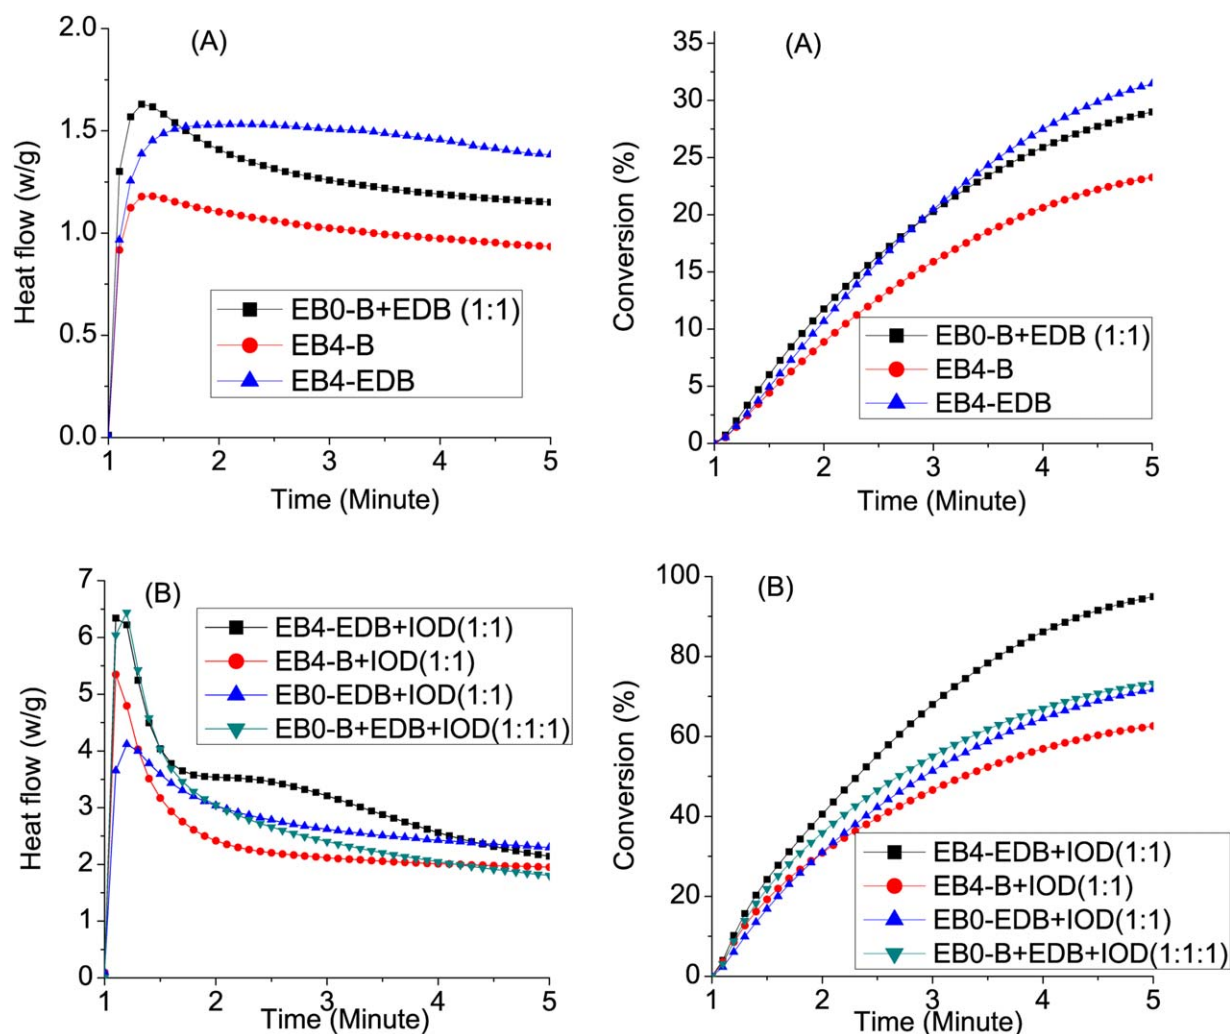 (A)
Heat flow (w/g)
2.0
1.5
1.0
0.5
0.0
EB0-B+EDB (1:1)
EB4-B
EB4-EDB
1 2 3 4 5
Time (Minute)
(A)
Conversion (%)
35
30
25
20
15
10
5
0
EB0-B+EDB (1:1)
EB4-B
EB4-EDB
1 2 3 4 5
Time (Minute)
(B)
Heat flow (w/g)
7
6
5
4
3
2
1
0
EB4-EDB+IOD(1:1)
EB4-B+IOD(1:1)
EB0-EDB+IOD(1:1)
EB0-B+EDB+IOD(1:1:1)
1 2 3 4 5
Time (Minute)
(B)
Conversion (%)
100
80
60
40
20
0
EB4-EDB+IOD(1:1)
EB4-B+IOD(1:1)
EB0-EDB+IOD(1:1)
EB0-B+EDB+IOD(1:1:1)
1 2 3 4 5
Time (Minute)